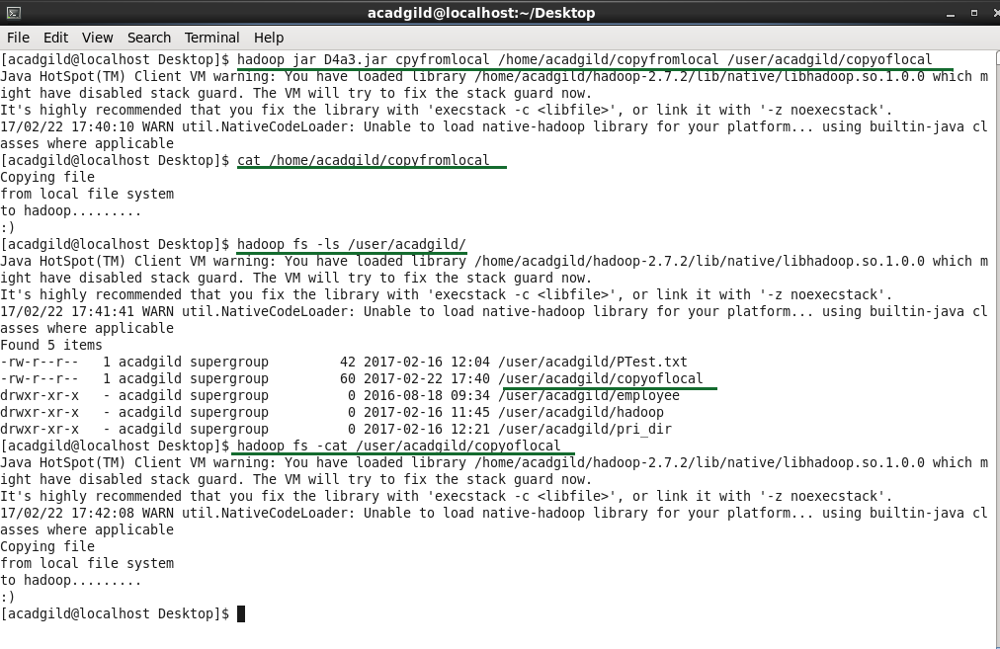 acadgild@localhost:~/Desktop
File Edit View Search Terminal Help
[acadgild@localhost Desktop]$ hadoop jar D4a3.jar cpyfromlocal /home/acadgild/copyfromlocal /user/acadgild/copyoflocal
Java HotSpot(TM) Client VM warning: You have loaded library /home/acadgild/hadoop-2.7.2/lib/native/libhadoop.so.1.0.0 which m
ight have disabled stack guard. The VM will try to fix the stack guard now.
It's highly recommended that you fix the library with 'execstack -c <libfile>', or link it with '-z noexecstack'.
17/02/22 17:40:10 WARN util.NativeCodeLoader: Unable to load native-hadoop library for your platform... using builtin-java cl
asses where applicable
[acadgild@localhost Desktop]$ cat /home/acadgild/copyfromlocal
Copying file
from local file system
to hadoop.........
:)
[acadgild@localhost Desktop]$ hadoop fs -ls /user/acadgild/
Java HotSpot(TM) Client VM warning: You have loaded library /home/acadgild/hadoop-2.7.2/lib/native/libhadoop.so.1.0.0 which m
ight have disabled stack guard. The VM will try to fix the stack guard now.
It's highly recommended that you fix the library with 'execstack -c <libfile>', or link it with '-z noexecstack'.
17/02/22 17:41:41 WARN util.NativeCodeLoader: Unable to load native-hadoop library for your platform... using builtin-java cl
asses where applicable
Found 5 items
-rw-r--r--   1 acadgild supergroup         42 2017-02-16 12:04 /user/acadgild/PTest.txt
-rw-r--r--   1 acadgild supergroup         60 2017-02-22 17:40 /user/acadgild/copyoflocal
drwxr-xr-x   - acadgild supergroup          0 2016-08-18 09:34 /user/acadgild/employee
drwxr-xr-x   - acadgild supergroup          0 2017-02-16 11:45 /user/acadgild/hadoop
drwxr-xr-x   - acadgild supergroup          0 2017-02-16 12:21 /user/acadgild/pri_dir
[acadgild@localhost Desktop]$ hadoop fs -cat /user/acadgild/copyoflocal
Java HotSpot(TM) Client VM warning: You have loaded library /home/acadgild/hadoop-2.7.2/lib/native/libhadoop.so.1.0.0 which m
ight have disabled stack guard. The VM will try to fix the stack guard now.
It's highly recommended that you fix the library with 'execstack -c <libfile>', or link it with '-z noexecstack'.
17/02/22 17:42:08 WARN util.NativeCodeLoader: Unable to load native-hadoop library for your platform... using builtin-java cl
asses where applicable
Copying file
from local file system
to hadoop.........
:)
[acadgild@localhost Desktop]$